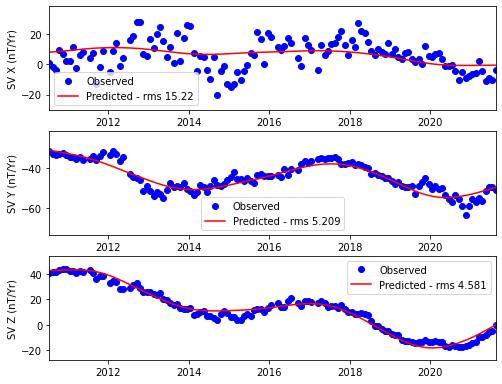 SV X (nT/Yr)
20
0
−20
Observed
Predicted - rms 15.22
2012
2014
2016
2018
2020
SV Y (nT/Yr)
−40
−60
Observed
Predicted - rms 5.209
2012
2014
2016
2018
2020
SV Z (nT/Yr)
40
20
0
−20
Observed
Predicted - rms 4.581
2012
2014
2016
2018
2020